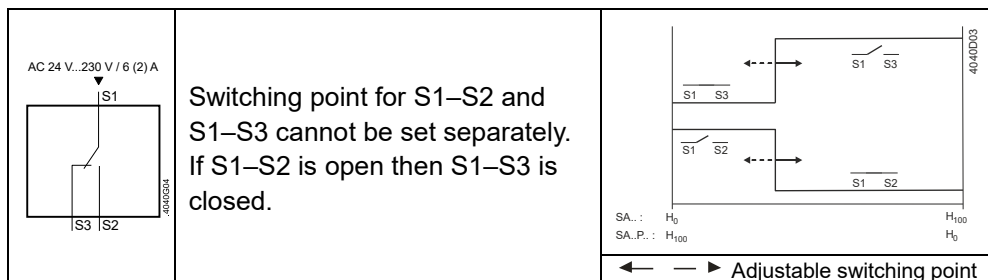 AC 24 V...230 V / 6 (2) A
S1
S3 S2
.4040G04
Switching point for S1–S2 and
S1–S3 cannot be set separately.
If S1–S2 is open then S1–S3 is
closed.
S1 S3
4040D03
S1 S3
S1 S2
S1 S2
SA.. : H0 H100
SA..P.. : H100 H0
Adjustable switching point